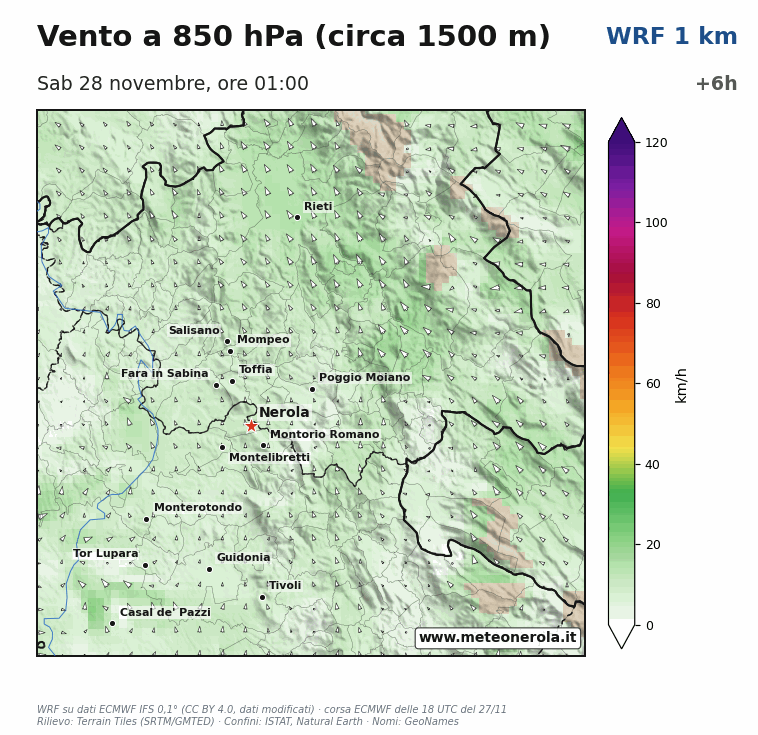 Vento a 850 hPa (circa 1500 m)
WRF 1 km
Sab 28 novembre, ore 01:00
+6h
Rieti
Salisano
Mompeo
Fara in Sabina
Toffia
Poggio Moiano
Nerola
Montorio Romano
Montelibretti
Monterotondo
Tor Lupara
Guidonia
Tivoli
Casal de' Pazzi
www.meteonerola.it
120
100
80
60
40
20
0
km/h
WRF su dati ECMWF IFS 0,1° (CC BY 4.0, dati modificati) · corsa ECMWF delle 18 UTC del 27/11
Rilievo: Terrain Tiles (SRTM/GMTED) · Confini: ISTAT, Natural Earth · Nomi: GeoNames